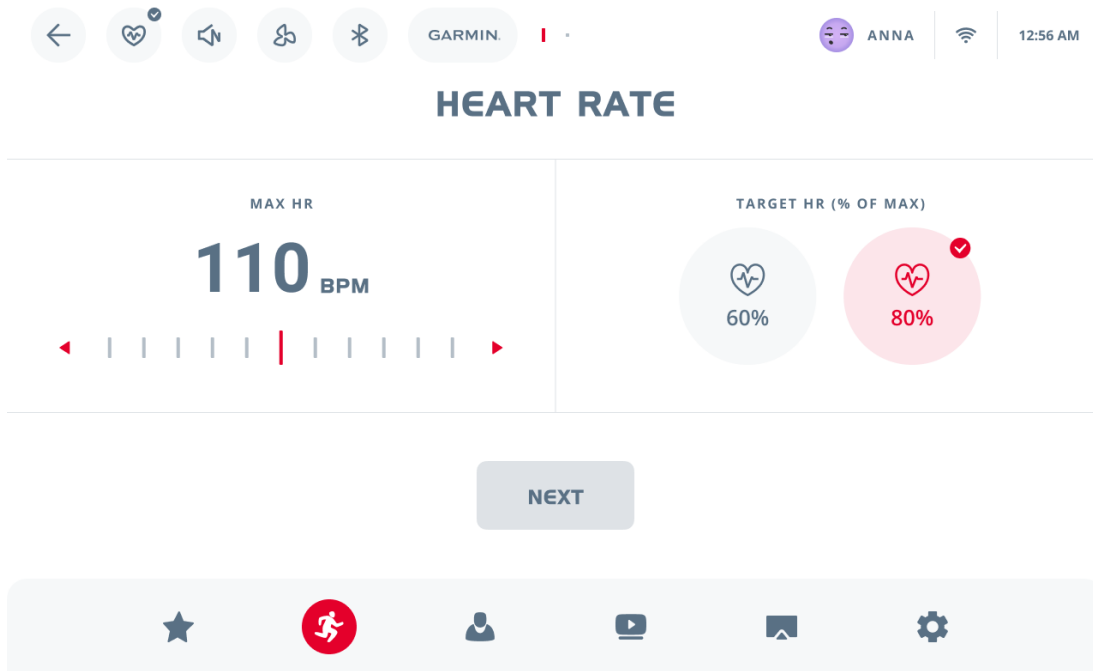 GARMIN.
ANNA
12:56 AM
HEART RATE
MAX HR
110 BPM
TARGET HR (% OF MAX)
60%
80%
NEXT